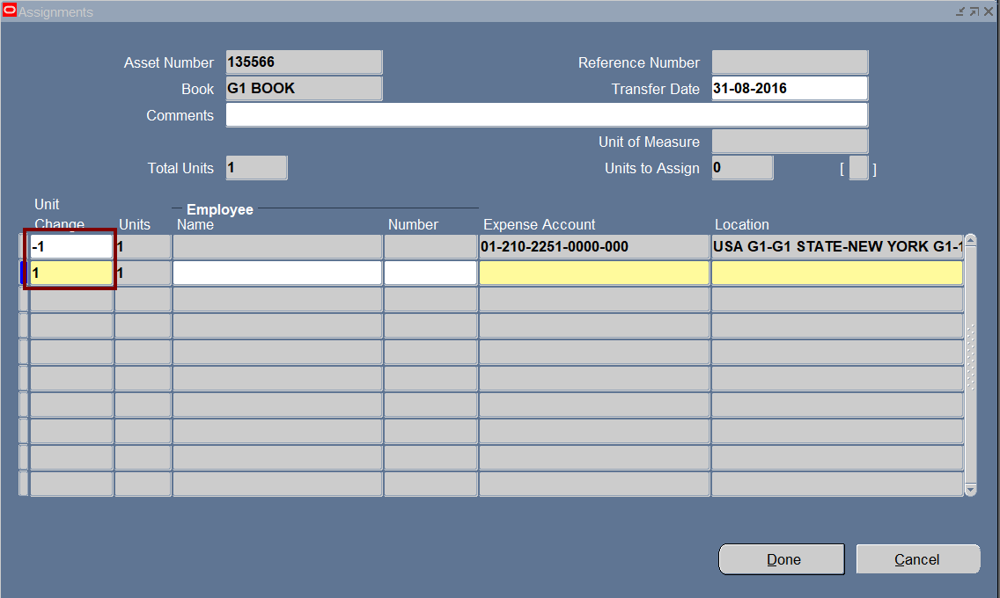 Assignments
Asset Number 135566 Reference Number
Book G1 BOOK Transfer Date 31-08-2016
Comments
Unit of Measure
Total Units 1 Units to Assign 0 [ ]
Unit
Employee
Change Units Name Number Expense Account Location
-1 1 01-210-2251-0000-000 USA G1-G1 STATE-NEW YORK G1-1
1 1
Done Cancel